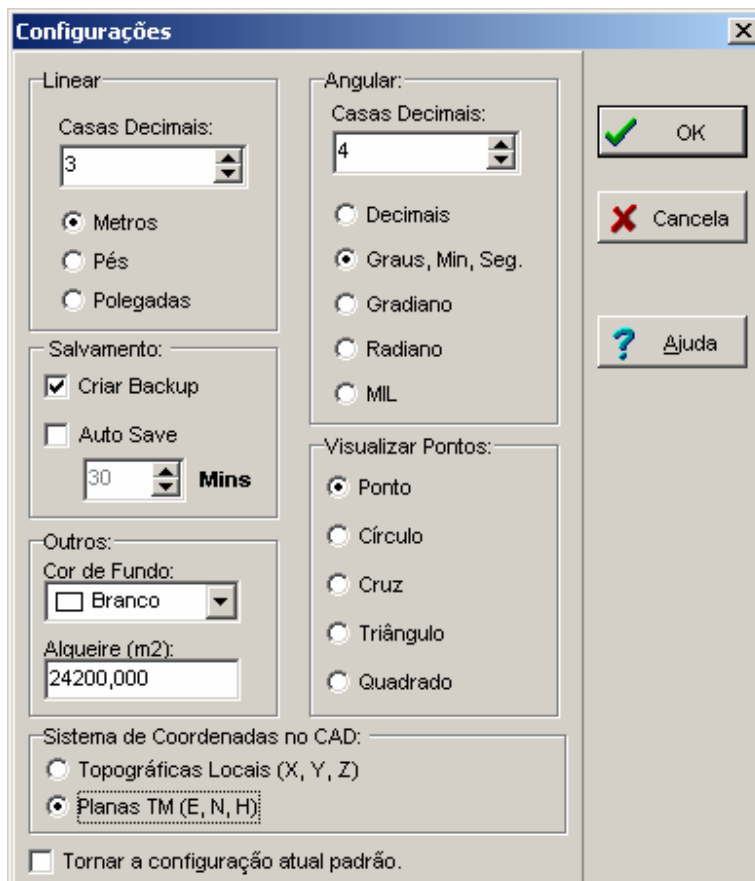 Configurações
Linear
Casas Decimais:
3
Metros
Pés
Polegadas
Angular:
Casas Decimais:
4
Decimais
Graus, Min, Seg.
Gradiano
Radiano
MIL
Salvamento:
Criar Backup
Auto Save
30 Mins
Visualizar Pontos:
Ponto
Círculo
Cruz
Triângulo
Quadrado
Outros:
Cor de Fundo:
Branco
Alqueire (m2):
24200,000
Sistema de Coordenadas no CAD:
Topográficas Locais (X, Y, Z)
Planas TM (E, N, H)
Tornar a configuração atual padrão.
OK
Cancela
Ajuda